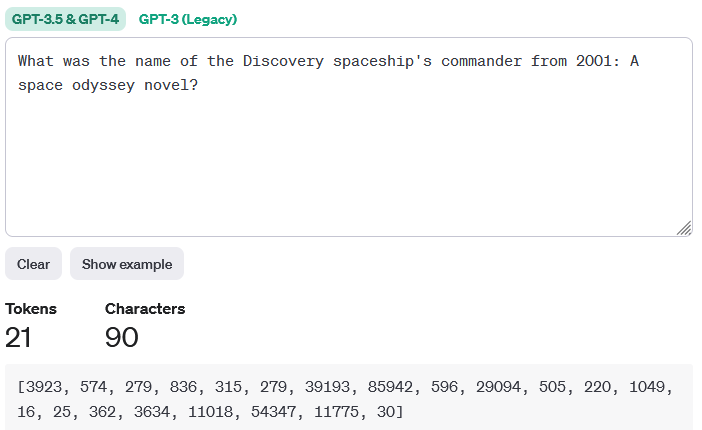 GPT-3.5 & GPT-4 GPT-3 (Legacy)
What was the name of the Discovery spaceship's commander from 2001: A
space odyssey novel?
Clear Show example
Tokens Characters
21 90
[3923, 574, 279, 836, 315, 279, 39193, 85942, 596, 29094, 505, 220, 1049,
16, 25, 362, 3634, 11018, 54347, 11775, 30]